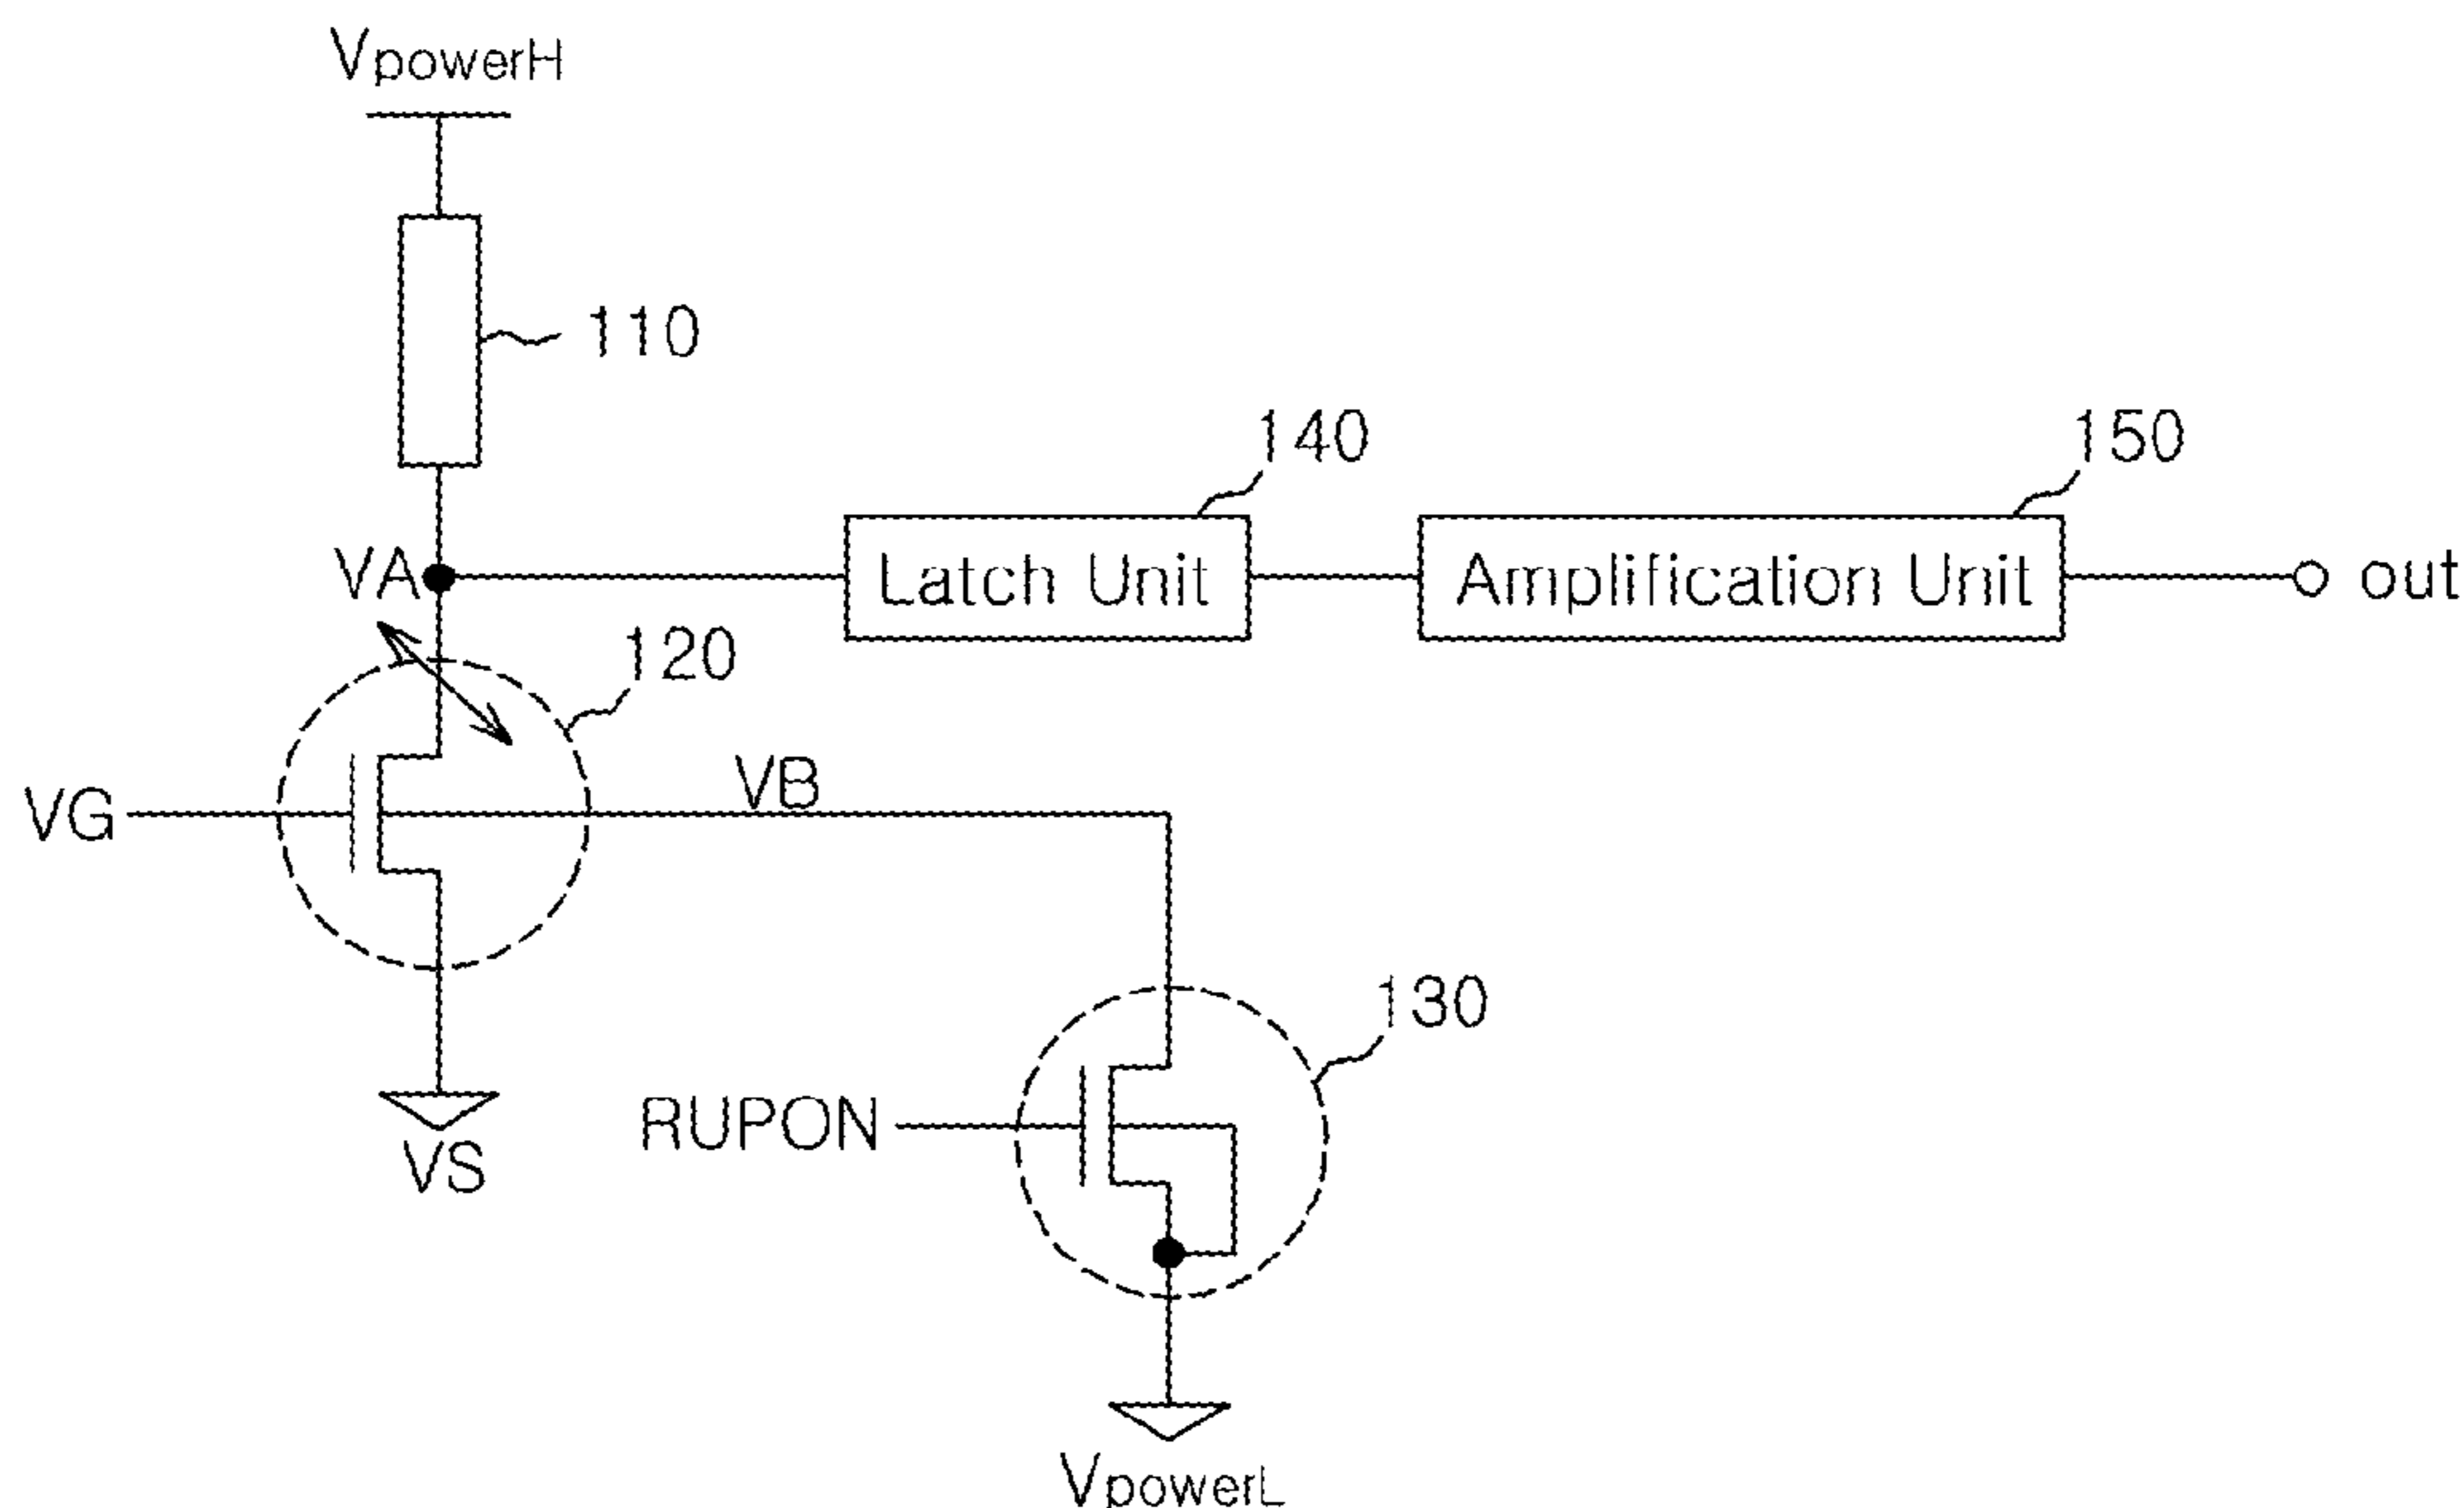 VpowerH
110
140
150
VA
Latch Unit
Amplification Unit
out
120
VB
VG
130
RUPON
VS
VpowerL